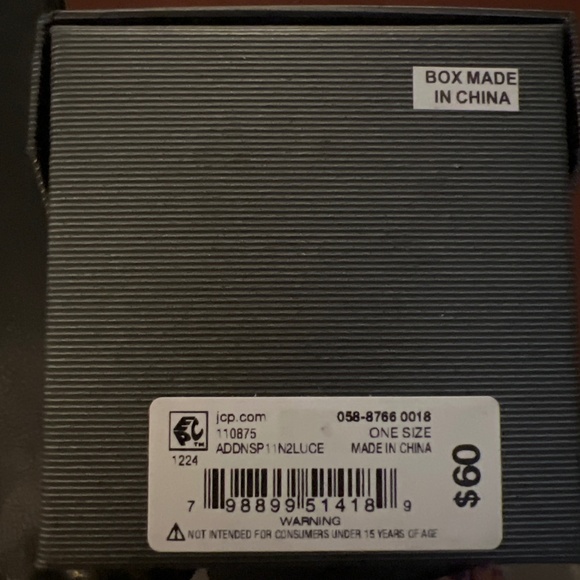 BOX MADE
IN CHINA
jcp.com 058-8766 0018
110875 ONE SIZE
ADDNSP11N2LUCE MADE IN CHINA
1224
$60
7 98899 51418 9
WARNING
NOT INTENDED FOR CONSUMERS UNDER 15 YEARS OF AGE